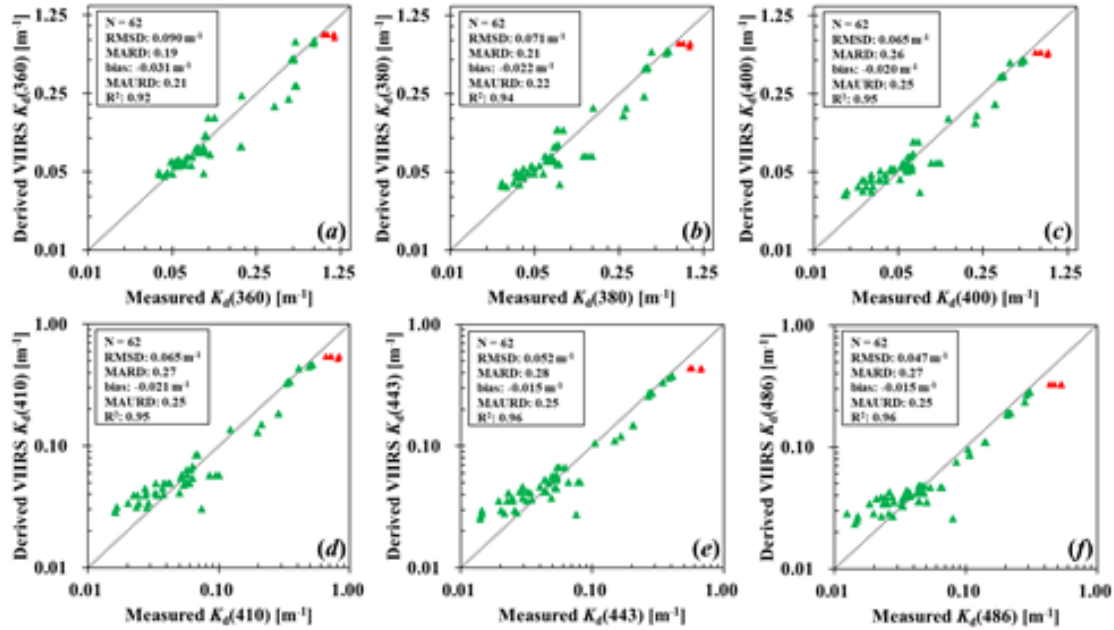 N = 62
RMSD: 0.090 m-1
MARD: 0.19
bias: -0.031 m-1
MAURD: 0.21
R2: 0.92
(a)
1.25
0.25
0.05
0.01
Derived VIIRS Kd(360) [m-1]
0.01 0.05 0.25 1.25
Measured Kd(360) [m-1]
N = 62
RMSD: 0.071 m-1
MARD: 0.21
bias: -0.022 m-1
MAURD: 0.22
R2: 0.94
(b)
1.25
0.25
0.05
0.01
Derived VIIRS Kd(380) [m-1]
0.01 0.05 0.25 1.25
Measured Kd(380) [m-1]
N = 62
RMSD: 0.065 m-1
MARD: 0.26
bias: -0.020 m-1
MAURD: 0.25
R2: 0.95
(c)
1.25
0.25
0.05
0.01
Derived VIIRS Kd(400) [m-1]
0.01 0.05 0.25 1.25
Measured Kd(400) [m-1]
N = 62
RMSD: 0.065 m-1
MARD: 0.27
bias: -0.021 m-1
MAURD: 0.25
R2: 0.95
(d)
1.00
0.10
0.01
Derived VIIRS Kd(410) [m-1]
0.01 0.10 1.00
Measured Kd(410) [m-1]
N = 62
RMSD: 0.052 m-1
MARD: 0.28
bias: -0.015 m-1
MAURD: 0.25
R2: 0.96
(e)
1.00
0.10
0.01
Derived VIIRS Kd(443) [m-1]
0.01 0.10 1.00
Measured Kd(443) [m-1]
N = 62
RMSD: 0.047 m-1
MARD: 0.27
bias: -0.015 m-1
MAURD: 0.25
R2: 0.96
(f)
1.00
0.10
0.01
Derived VIIRS Kd(486) [m-1]
0.01 0.10 1.00
Measured Kd(486) [m-1]